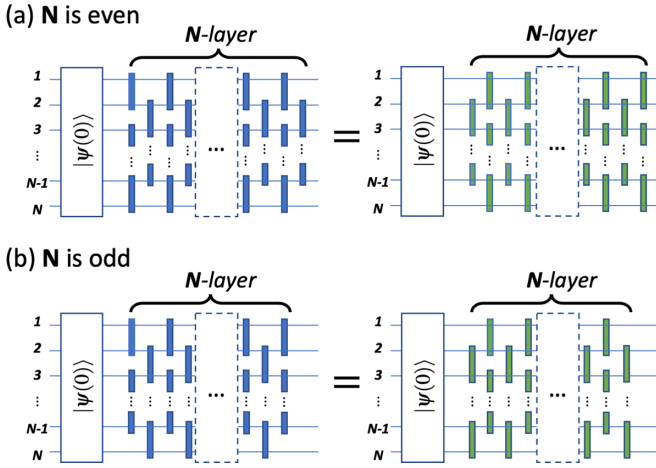 (a) N is even
N-layer
N-layer
1
2
3
⋮
N-1
N
|ψ(0)⟩
...
=
1
2
3
⋮
N-1
N
|ψ(0)⟩
...
(b) N is odd
N-layer
N-layer
1
2
3
⋮
N-1
N
|ψ(0)⟩
...
=
1
2
3
⋮
N-1
N
|ψ(0)⟩
...